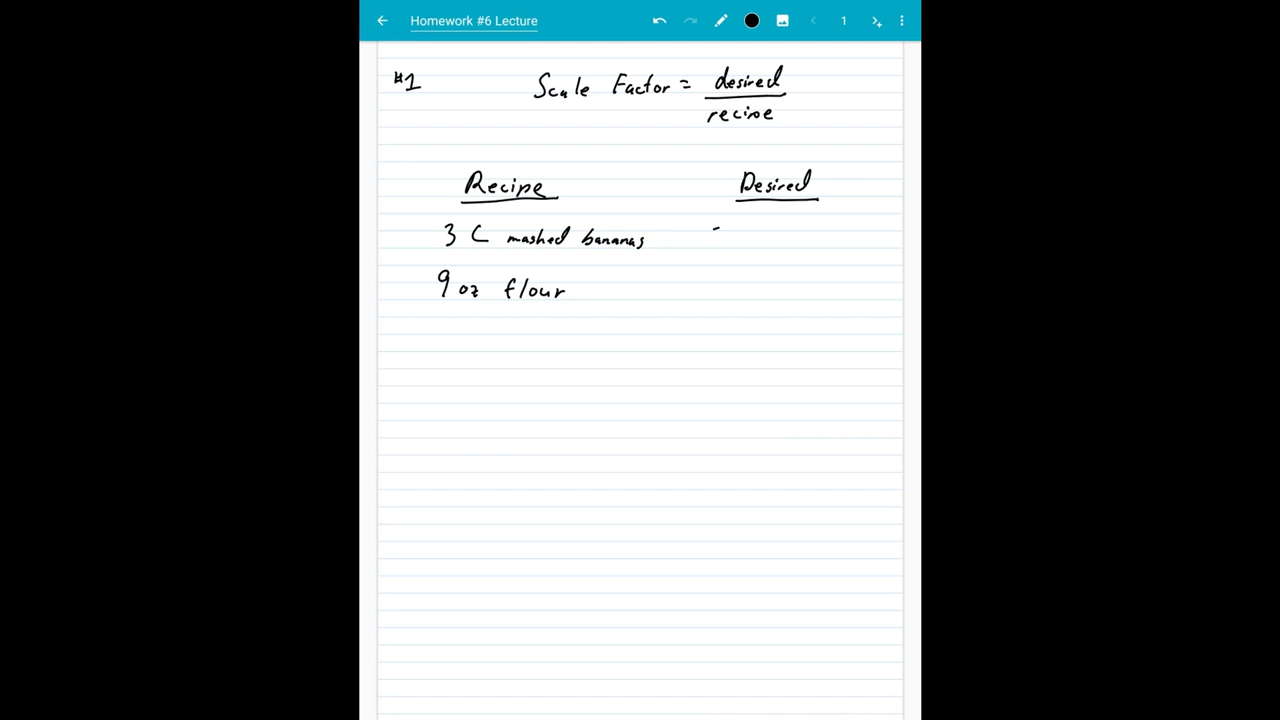 Homework #6 Lecture
1
#1 Scale Factor = desired
recipe
Recipe Desired
3 C mashed bananas
9 oz flour